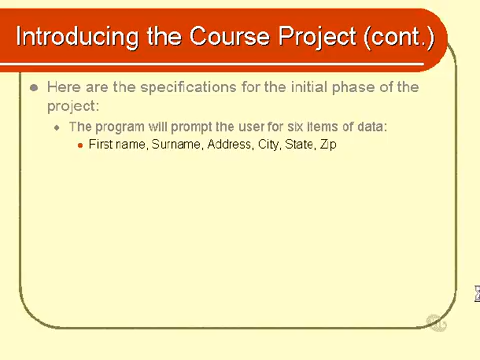 Introducing the Course Project (cont.)
Here are the specifications for the initial phase of the
project:
The program will prompt the user for six items of data:
First name, Surname, Address, City, State, Zip